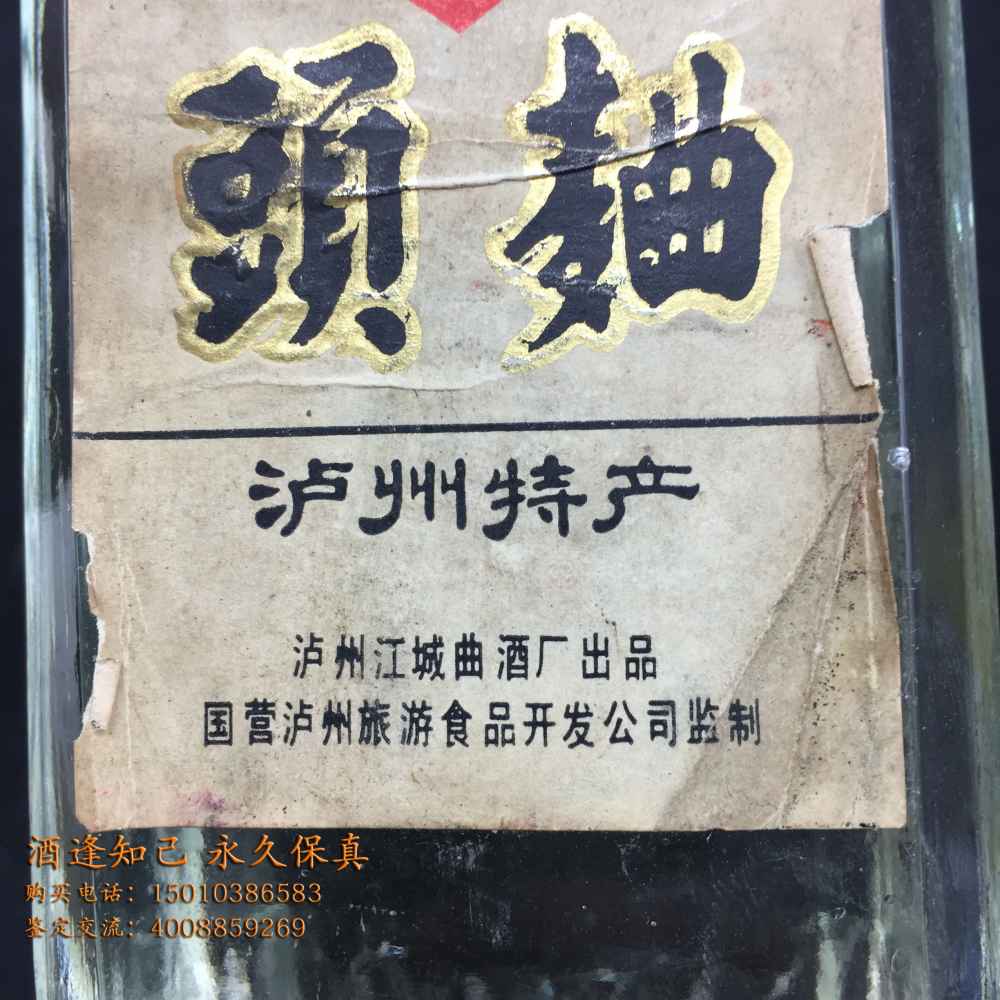 頭麯
泸州特产
泸州江城曲酒厂出品
国营泸州旅游食品开发公司监制
酒逢知己 永久保真
购买电话：15010386583
鉴定交流：4008859269